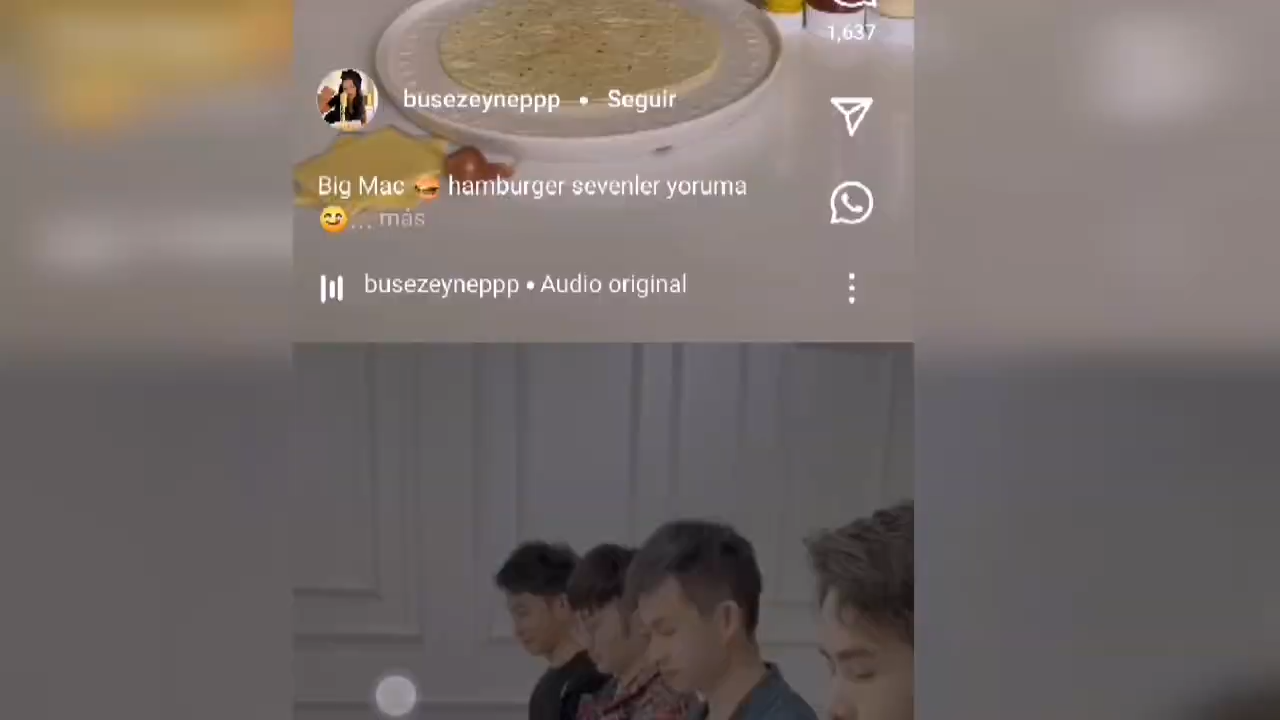 1,637
busezeyneppp • Seguir
Big Mac 🍔 hamburger sevenler yoruma
😊... más
busezeyneppp • Audio original